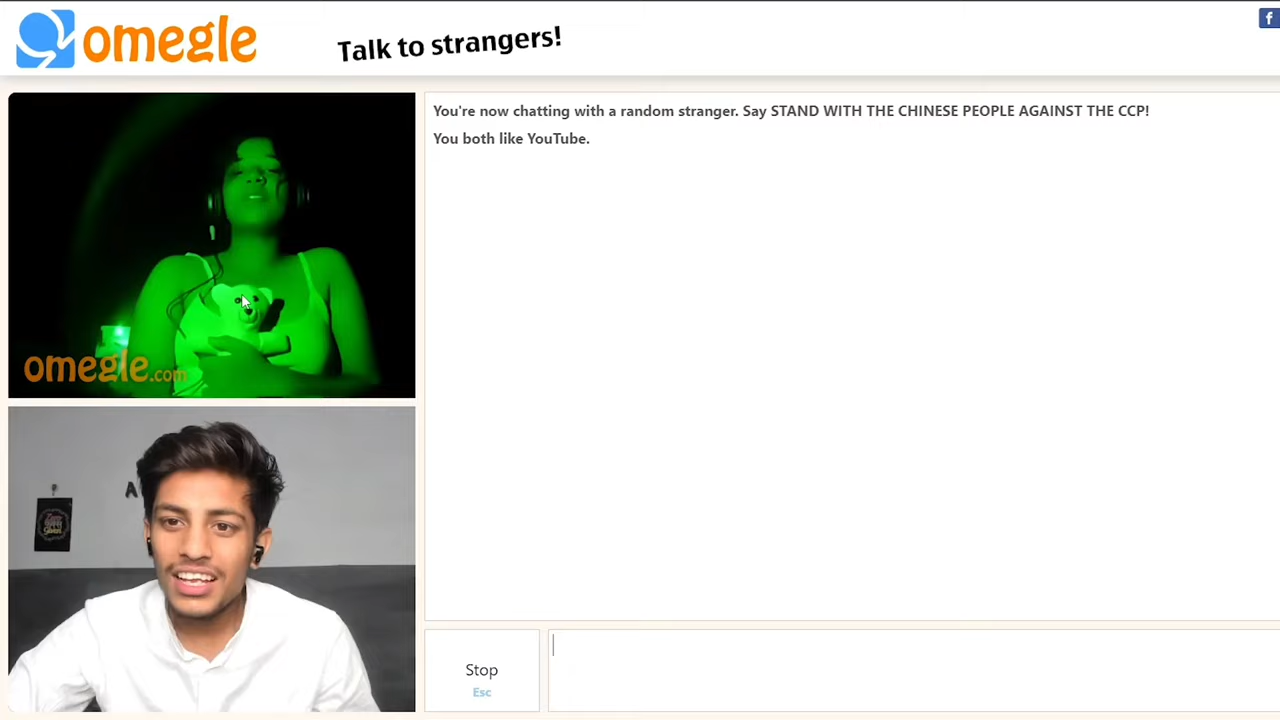 omegle
Talk to strangers!
f
You're now chatting with a random stranger. Say STAND WITH THE CHINESE PEOPLE AGAINST THE CCP!
You both like YouTube.
omegle.com
A
Stop
Esc